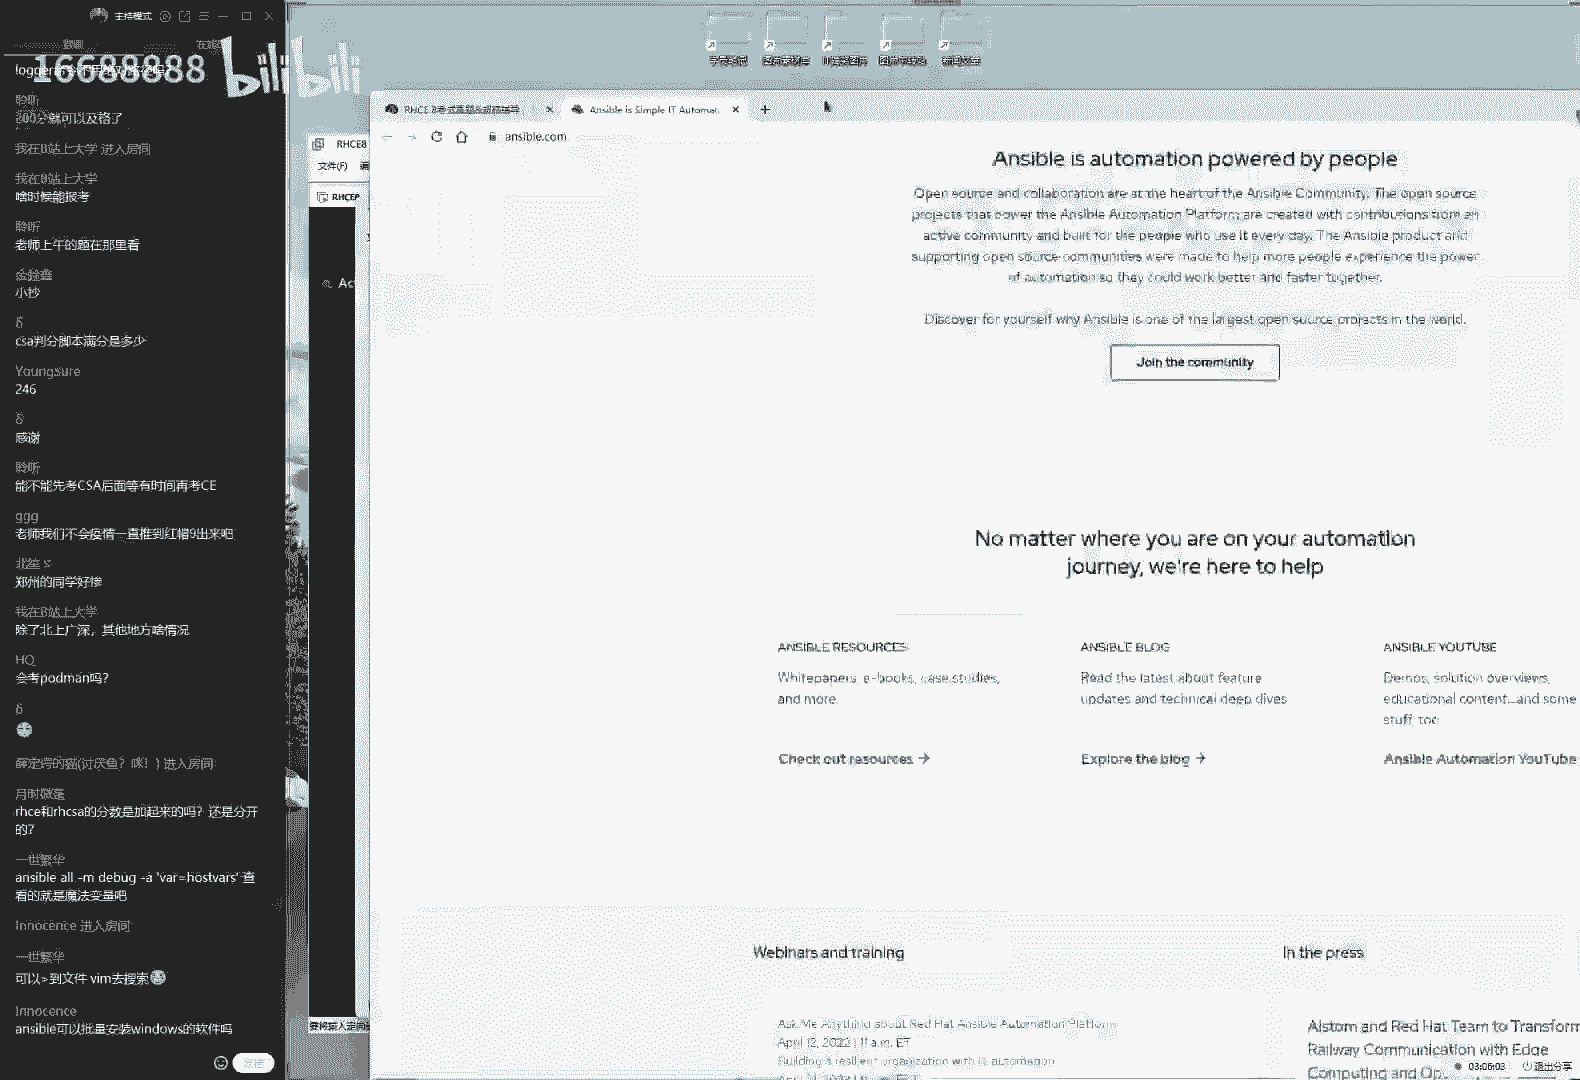 主持模式
16688888
bilibili
聆听
200分就可以及格了
我在B站上大学 进入房间
我在B站上大学
啥时候能报考
聆听
老师上午的题在那里看
金銓鑫
小抄
δ
csa判分脚本满分是多少
YoungSure
246
δ
感谢
聆听
能不能先考CSA后面等有时间再考CE
ggg
老师我们不会疫情一直推到红帽9出来吧
郑州的同学好惨
我在B站上大学
除了北上广深，其他地方啥情况
HQ
会考podman吗?
δ
进入房间
rhce和rhcsa的分数是加起来的吗？还是分开
的?
一世繁华
ansible all -m debug -a 'var=hostvars' 查
看的就是魔法变量吧
Innocence 进入房间
一世繁华
可以>到文件 vim去搜索
Innocence
ansible可以批量安装windows的软件吗
RHCE8
文件(F) 编
RHCEP
Ac
Ansible is Simple IT Automat
ansible.com
Ansible is automation powered by people
Open source and collaboration are at the heart of the Ansible Community. The open source
projects that power the Ansible Automation Platform are created with contributions from an
active community and built for the people who use it every day. The Ansible product and
supporting open source communities were made to help more people experience the power
of automation so they could work better and faster together.
Discover for yourself why Ansible is one of the largest open source projects in the world.
Join the community
No matter where you are on your automation
journey, we're here to help
ANSIBLE RESOURCES
Whitepapers, e-books, case studies,
and more
Check out resources →
ANSIBLE BLOG
Read the latest about feature
updates and technical deep dives
Explore the blog →
ANSIBLE YOUTUBE
Demos, solution overviews,
educational content...and some
stuff, too
Ansible Automation YouTube
Webinars and training
Ask Me Anything about Red Hat Ansible Automation Platform
April 12, 2022 | 11 a.m. ET
Building a resilient organization with IT automation
In the press
Alstom and Red Hat Team to Transform
Railway Communication with Edge
Computing and Op
03:06:03
退出分享